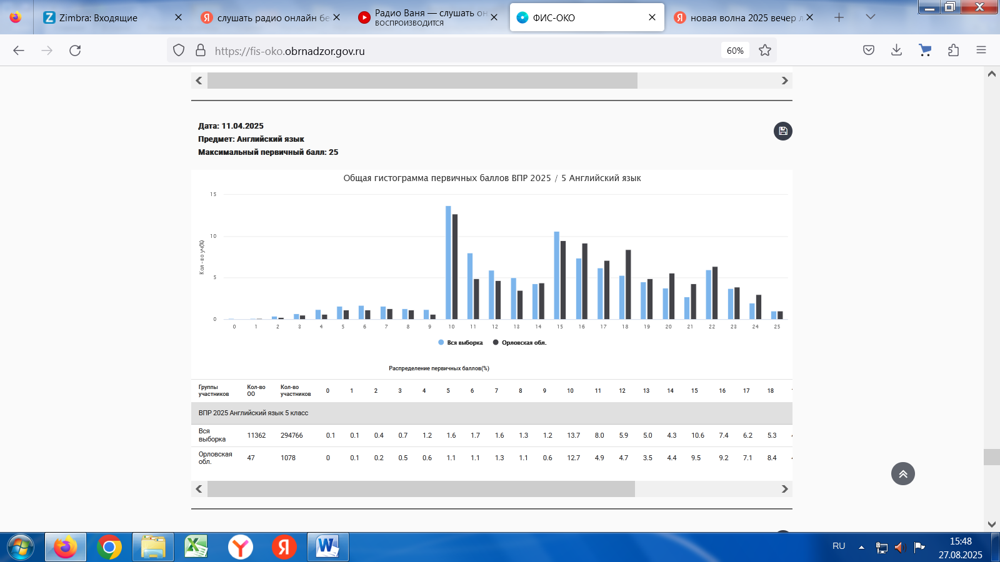 Zimbra: Входящие
слушать радио онлайн бе
Радио Ваня — слушать он
ВОСПРОИЗВОДИТСЯ
ФИС-ОКО
новая волна 2025 вечер л
https://fis-oko.obrnadzor.gov.ru
60%
Дата: 11.04.2025
Предмет: Английский язык
Максимальный первичный балл: 25
Общая гистограмма первичных баллов ВПР 2025 / 5 Английский язык
Кол-во уч(%)
15
10
5
0
0 1 2 3 4 5 6 7 8 9 10 11 12 13 14 15 16 17 18 19 20 21 22 23 24 25
Вся выборка Орловская обл.
Распределение первичных баллов(%)
Группы участников Кол-во ОО Кол-во участников 0 1 2 3 4 5 6 7 8 9 10 11 12 13 14 15 16 17 18
ВПР 2025 Английский язык 5 класс
Вся выборка 11362 294766 0.1 0.1 0.4 0.7 1.2 1.6 1.7 1.6 1.3 1.2 13.7 8.0 5.9 5.0 4.3 10.6 7.4 6.2 5.3
Орловская обл. 47 1078 0 0.1 0.2 0.5 0.6 1.1 1.1 1.3 1.1 0.6 12.7 4.9 4.7 3.5 4.4 9.5 9.2 7.1 8.4
RU
15:48
27.08.2025